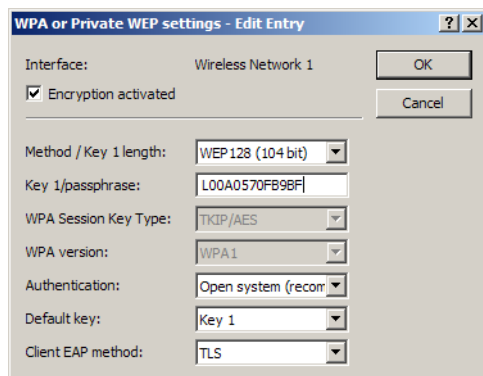 WPA or Private WEP settings - Edit Entry
Interface: Wireless Network 1 OK
Encryption activated
Cancel
Method / Key 1 length: WEP128 (104 bit)
Key 1/passphrase: L00A0570FB9BF
WPA Session Key Type: TKIP/AES
WPA version: WPA1
Authentication: Open system (recom
Default key: Key 1
Client EAP method: TLS